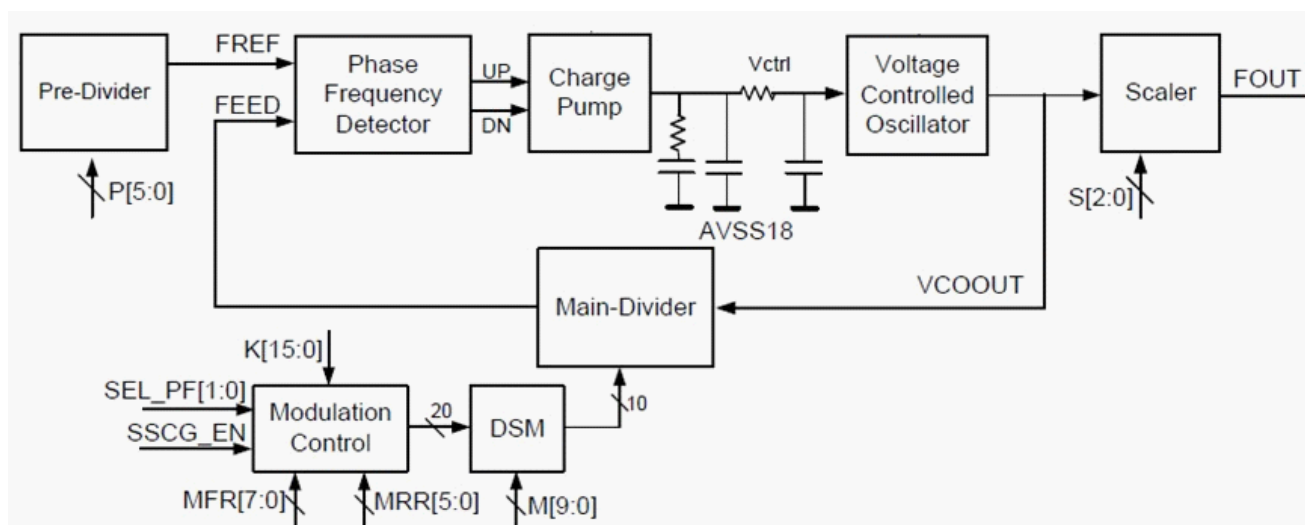 Pre-Divider
P[5:0]
FREF
FEED
Phase
Frequency
Detector
UP
DN
Charge
Pump
Vctrl
AVSS18
Voltage
Controlled
Oscillator
Scaler
S[2:0]
FOUT
VCOOUT
Main-Divider
K[15:0]
SEL_PF[1:0]
SSCG_EN
Modulation
Control
20
DSM
10
MFR[7:0]
MRR[5:0]
M[9:0]